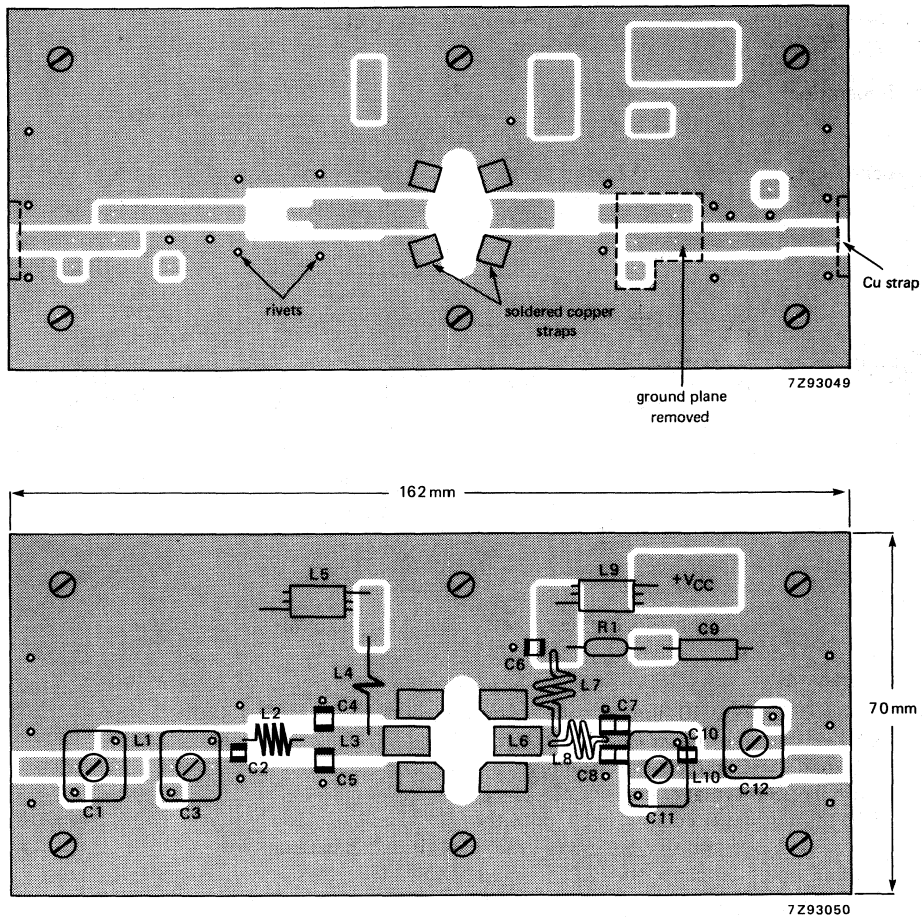 rivets
soldered copper
straps
Cu strap
7Z93049
ground plane
removed
162 mm
L5
L9
+VCC
R1
C9
C6
L4
L7
70 mm
L2
C4
C7
L1
L3
L6
C10
C2
L8
C5
C8
L10
C12
C1
C3
C11
7Z93050